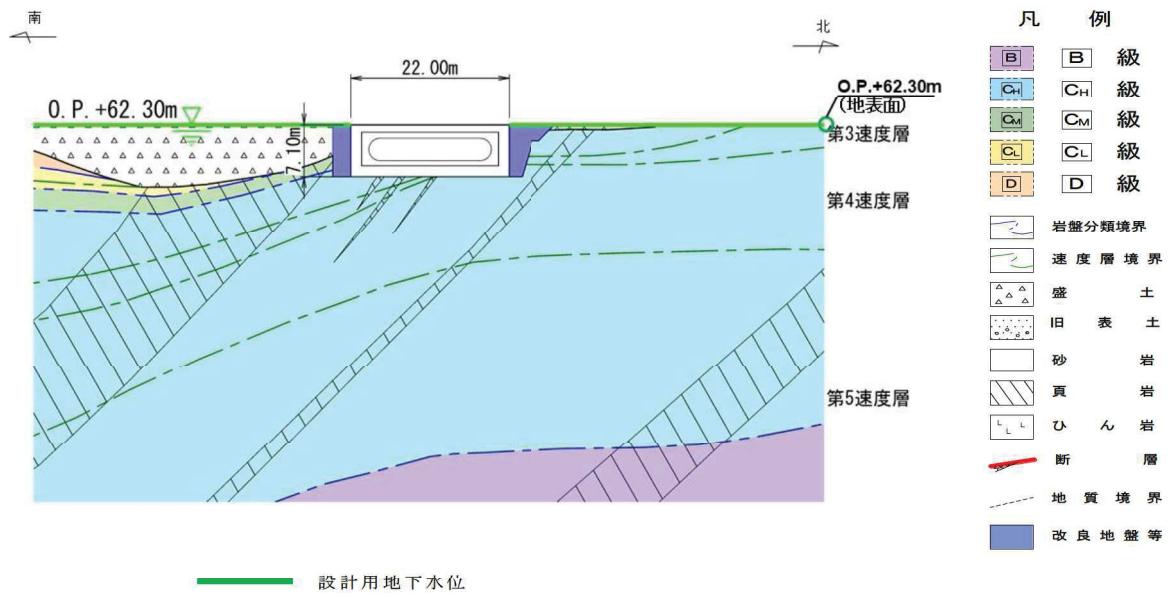 南
北
22.00m
O.P.+62.30m
O.P.+62.30m
(地表面)
7.10m
第3速度層
第4速度層
第5速度層
設計用地下水位
凡 例
B B 級
CH CH 級
CM CM 級
CL CL 級
D D 級
岩盤分類境界
速度層境界
盛 土
旧 表 土
砂 岩
頁 岩
ひ ん 岩
断 層
地 質 境 界
改 良 地 盤 等